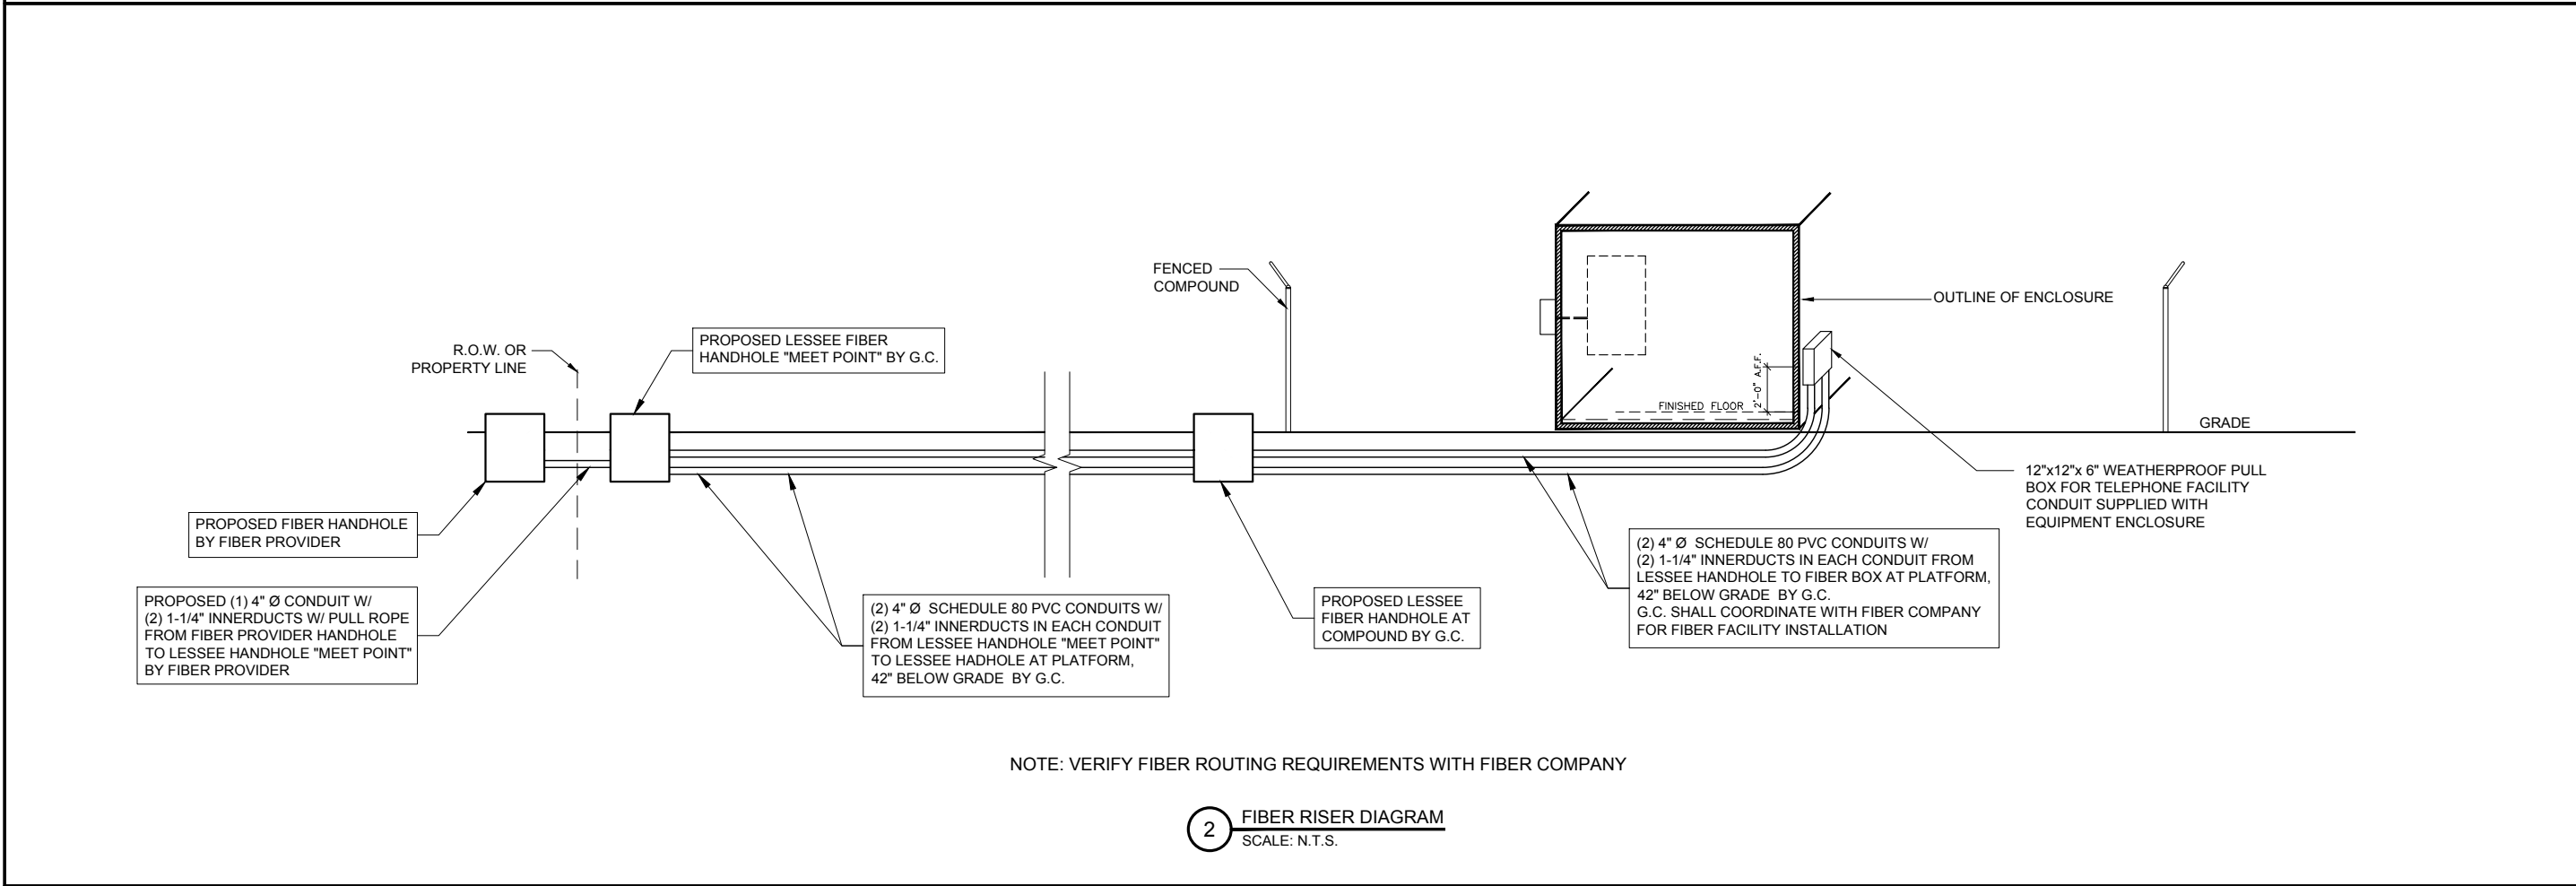 FENCED
COMPOUND
OUTLINE OF ENCLOSURE
R.O.W. OR
PROPERTY LINE
PROPOSED LESSEE FIBER
HANDHOLE "MEET POINT" BY G.C.
2'-0" A.F.F.
FINISHED FLOOR
GRADE
12"x12"x 6" WEATHERPROOF PULL
BOX FOR TELEPHONE FACILITY
CONDUIT SUPPLIED WITH
EQUIPMENT ENCLOSURE
PROPOSED FIBER HANDHOLE
BY FIBER PROVIDER
PROPOSED (1) 4" Ø CONDUIT W/
(2) 1-1/4" INNERDUCTS W/ PULL ROPE
FROM FIBER PROVIDER HANDHOLE
TO LESSEE HANDHOLE "MEET POINT"
BY FIBER PROVIDER
(2) 4" Ø SCHEDULE 80 PVC CONDUITS W/
(2) 1-1/4" INNERDUCTS IN EACH CONDUIT
FROM LESSEE HANDHOLE "MEET POINT"
TO LESSEE HADHOLE AT PLATFORM,
42" BELOW GRADE BY G.C.
PROPOSED LESSEE
FIBER HANDHOLE AT
COMPOUND BY G.C.
(2) 4" Ø SCHEDULE 80 PVC CONDUITS W/
(2) 1-1/4" INNERDUCTS IN EACH CONDUIT FROM
LESSEE HANDHOLE TO FIBER BOX AT PLATFORM,
42" BELOW GRADE BY G.C.
G.C. SHALL COORDINATE WITH FIBER COMPANY
FOR FIBER FACILITY INSTALLATION
NOTE: VERIFY FIBER ROUTING REQUIREMENTS WITH FIBER COMPANY
2 FIBER RISER DIAGRAM
SCALE: N.T.S.